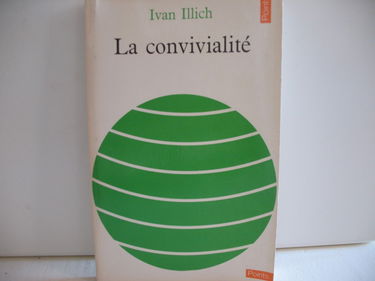 Ivan Illich
Points
La convivialité
Points